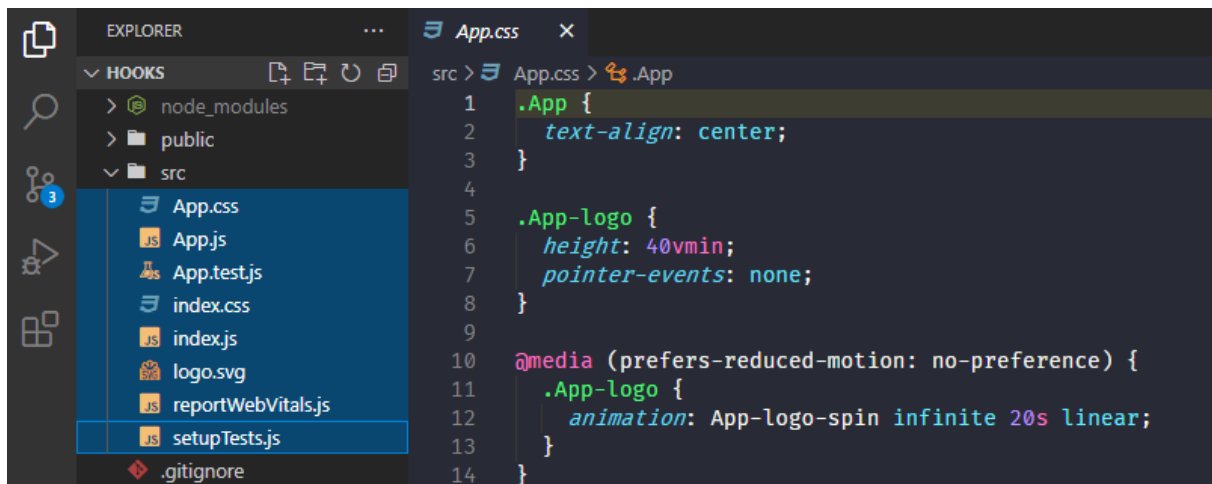 EXPLORER
HOOKS
node_modules
public
src
App.css
App.js
App.test.js
index.css
index.js
logo.svg
reportWebVitals.js
setupTests.js
.gitignore
3
App.css
src > App.css > .App
1 .App {
2   text-align: center;
3 }
4
5 .App-logo {
6   height: 40vmin;
7   pointer-events: none;
8 }
9
10 @media (prefers-reduced-motion: no-preference) {
11   .App-logo {
12     animation: App-logo-spin infinite 20s linear;
13   }
14 }